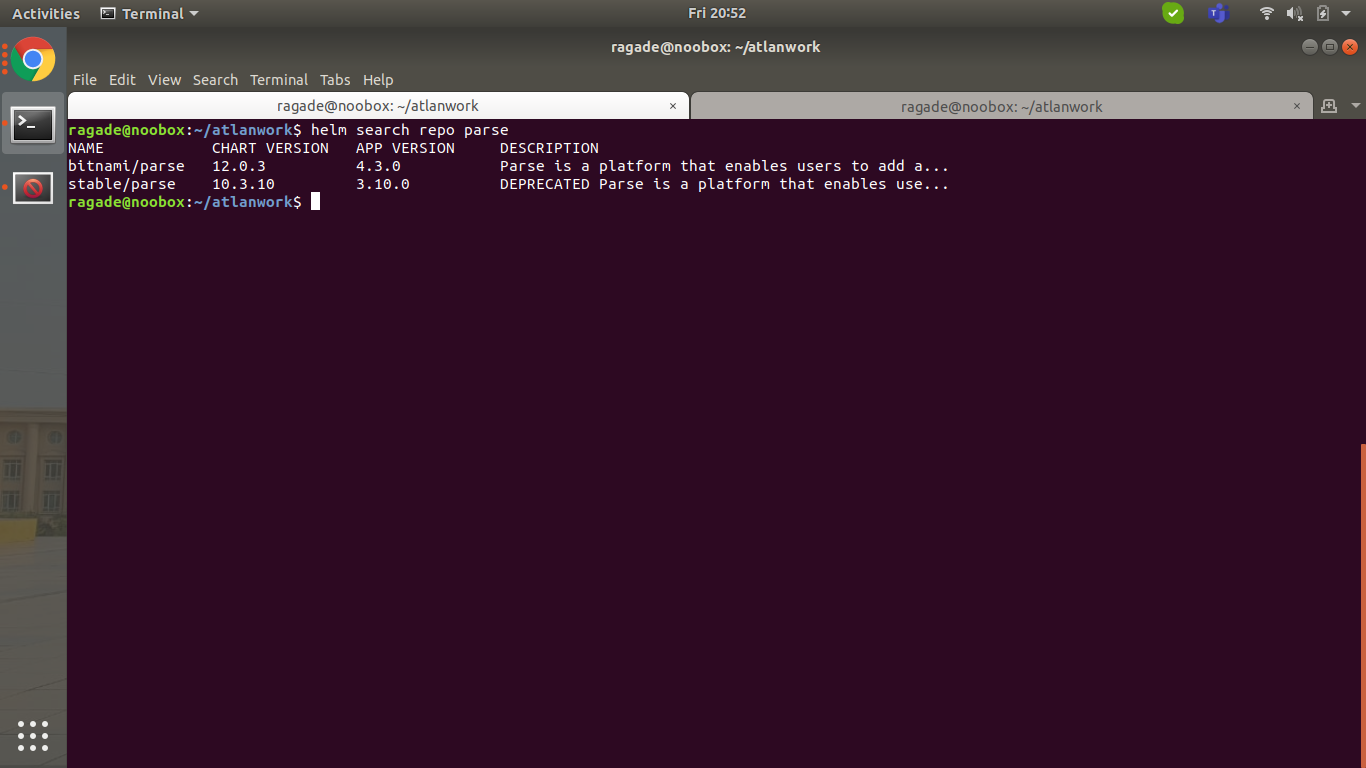 Activities Terminal Fri 20:52
ragade@noobox: ~/atlanwork
File Edit View Search Terminal Tabs Help
ragade@noobox: ~/atlanwork × ragade@noobox: ~/atlanwork ×
ragade@noobox:~/atlanwork$ helm search repo parse
NAME CHART VERSION APP VERSION DESCRIPTION
bitnami/parse 12.0.3 4.3.0 Parse is a platform that enables users to add a...
stable/parse 10.3.10 3.10.0 DEPRECATED Parse is a platform that enables use...
ragade@noobox:~/atlanwork$